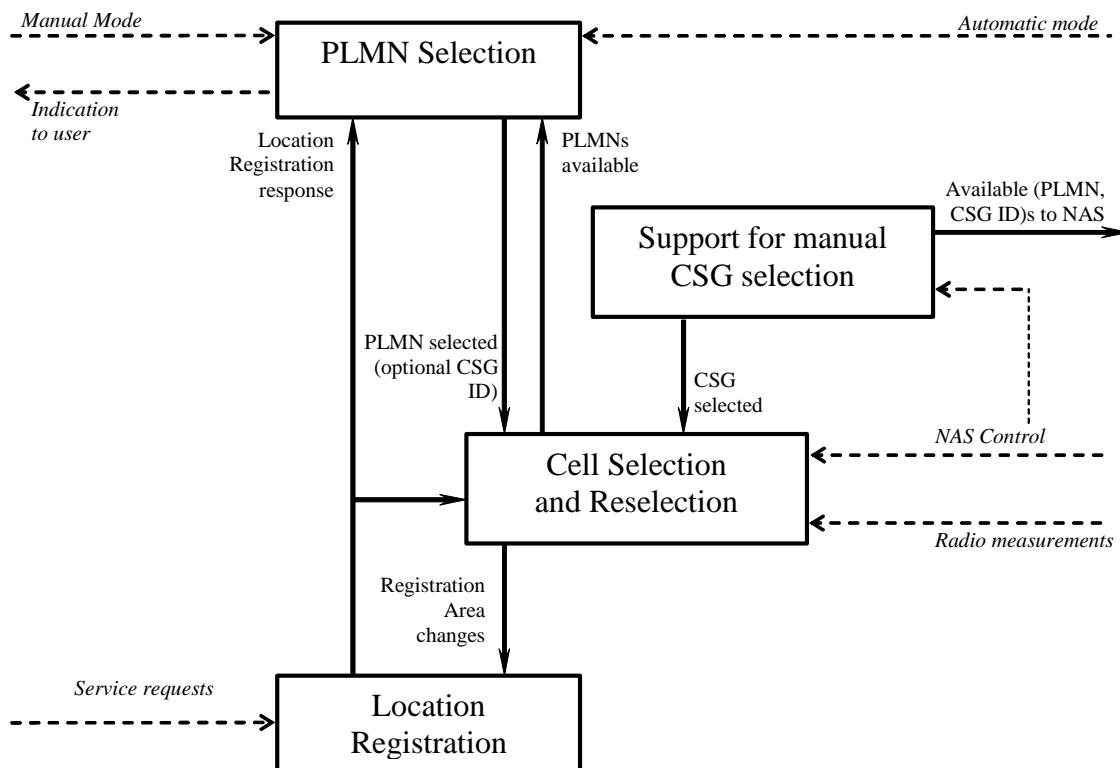 Manual Mode
Automatic mode
PLMN Selection
Indication
to user
Location
Registration
response
PLMNs
available
Available (PLMN,
CSG ID)s to NAS
Support for manual
CSG selection
PLMN selected
(optional CSG
ID)
CSG
selected
NAS Control
Cell Selection
and Reselection
Radio measurements
Registration
Area
changes
Service requests
Location
Registration